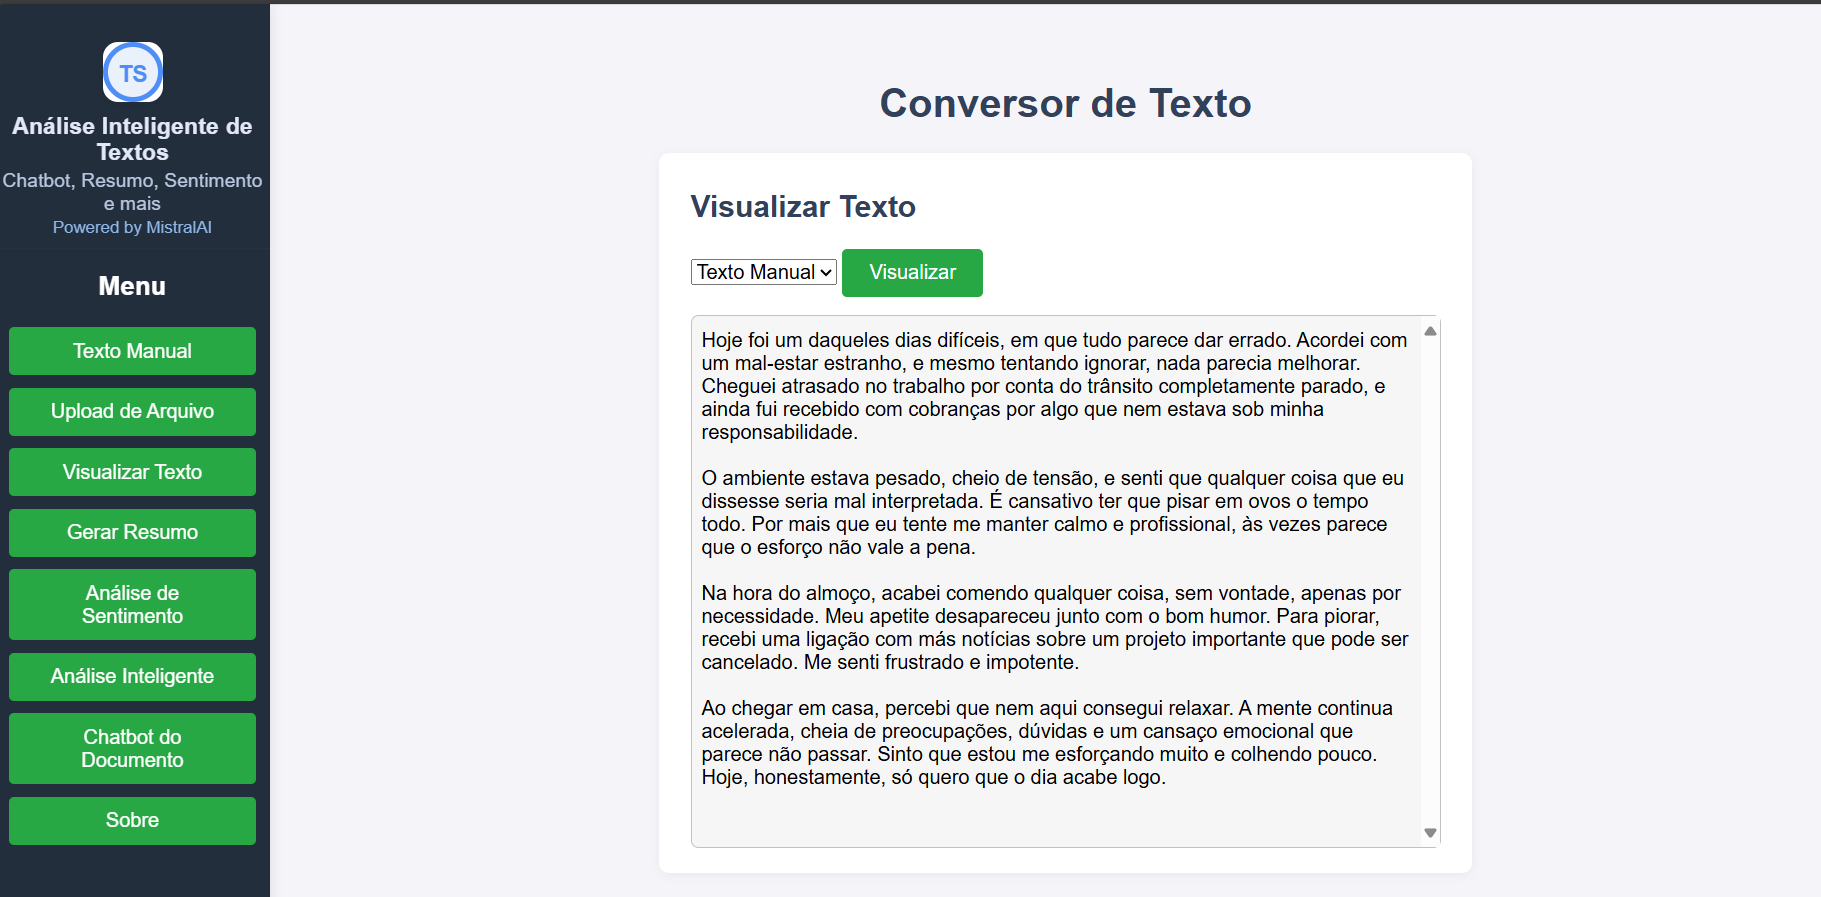 TS
Análise Inteligente de
Textos
Chatbot, Resumo, Sentimento
e mais
Powered by MistralAI
Menu
Texto Manual
Upload de Arquivo
Visualizar Texto
Gerar Resumo
Análise de
Sentimento
Análise Inteligente
Chatbot do
Documento
Sobre
Conversor de Texto
Visualizar Texto
Texto Manual
Visualizar
Hoje foi um daqueles dias difíceis, em que tudo parece dar errado. Acordei com
um mal-estar estranho, e mesmo tentando ignorar, nada parecia melhorar.
Cheguei atrasado no trabalho por conta do trânsito completamente parado, e
ainda fui recebido com cobranças por algo que nem estava sob minha
responsabilidade.
O ambiente estava pesado, cheio de tensão, e senti que qualquer coisa que eu
dissesse seria mal interpretada. É cansativo ter que pisar em ovos o tempo
todo. Por mais que eu tente me manter calmo e profissional, às vezes parece
que o esforço não vale a pena.
Na hora do almoço, acabei comendo qualquer coisa, sem vontade, apenas por
necessidade. Meu apetite desapareceu junto com o bom humor. Para piorar,
recebi uma ligação com más notícias sobre um projeto importante que pode ser
cancelado. Me senti frustrado e impotente.
Ao chegar em casa, percebi que nem aqui consegui relaxar. A mente continua
acelerada, cheia de preocupações, dúvidas e um cansaço emocional que
parece não passar. Sinto que estou me esforçando muito e colhendo pouco.
Hoje, honestamente, só quero que o dia acabe logo.